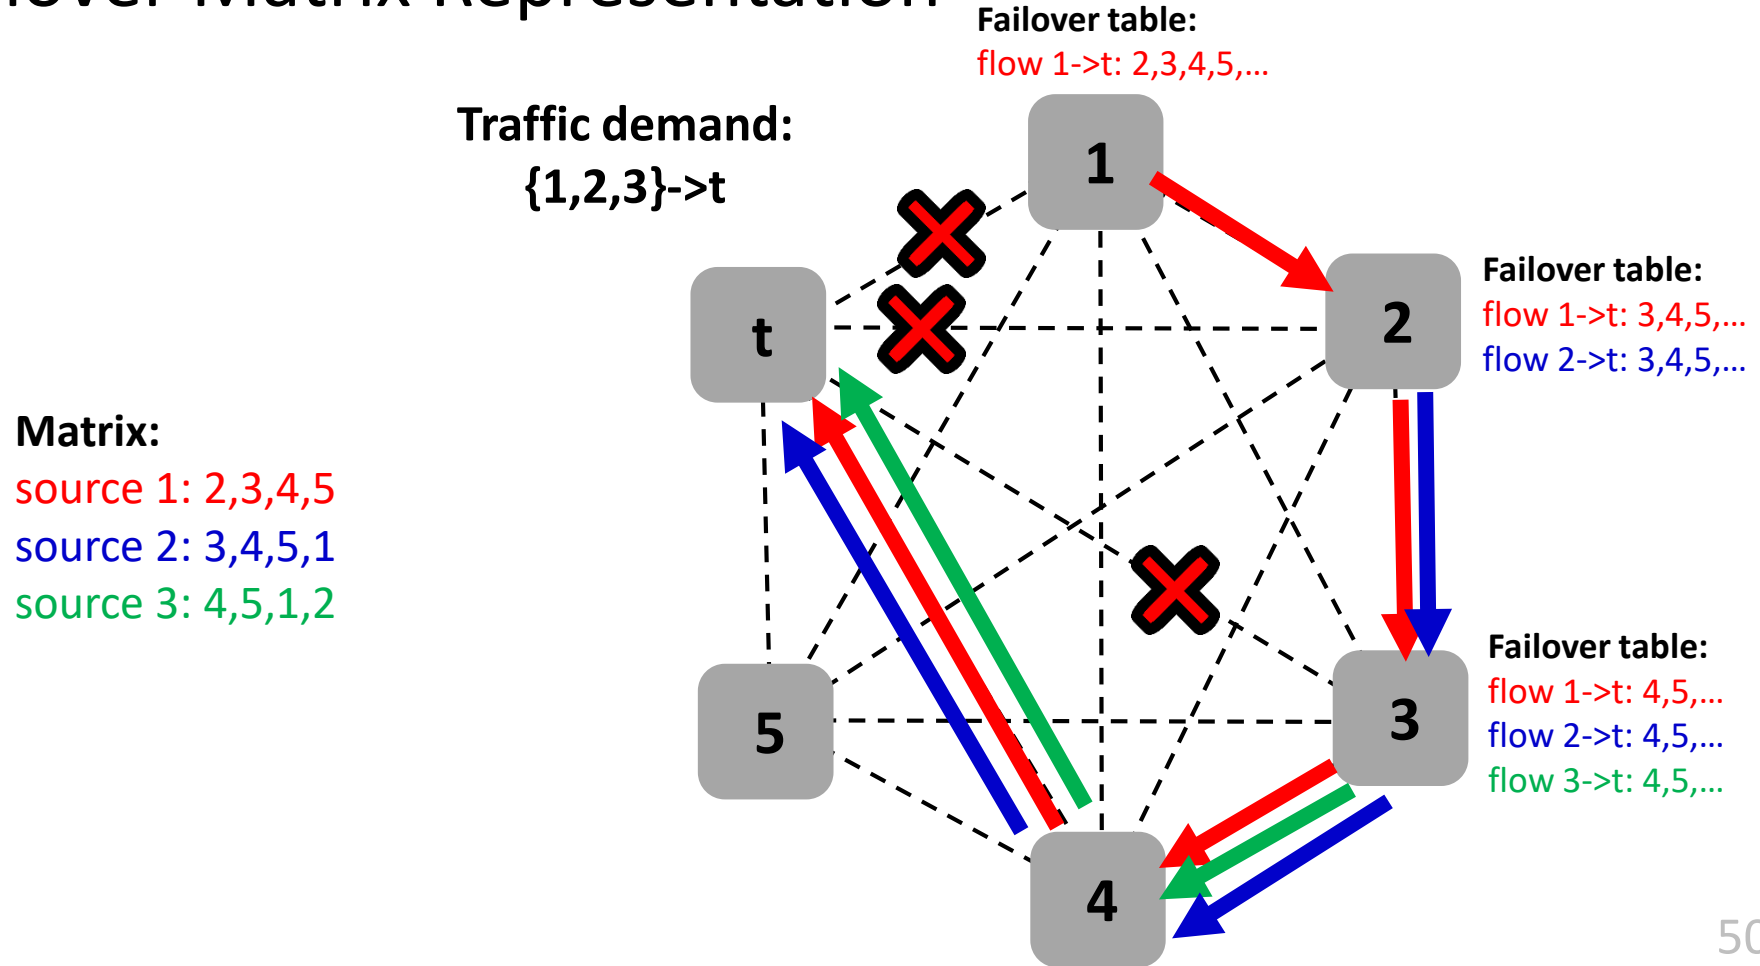 Matrix Representation
Failover table:
flow 1->t: 2,3,4,5,...
Traffic demand:
{1,2,3}->t
1
Failover table:
flow 1->t: 3,4,5,...
flow 2->t: 3,4,5,...
2
t
Matrix:
source 1: 2,3,4,5
source 2: 3,4,5,1
source 3: 4,5,1,2
Failover table:
flow 1->t: 4,5,...
flow 2->t: 4,5,...
flow 3->t: 4,5,...
3
5
4
50